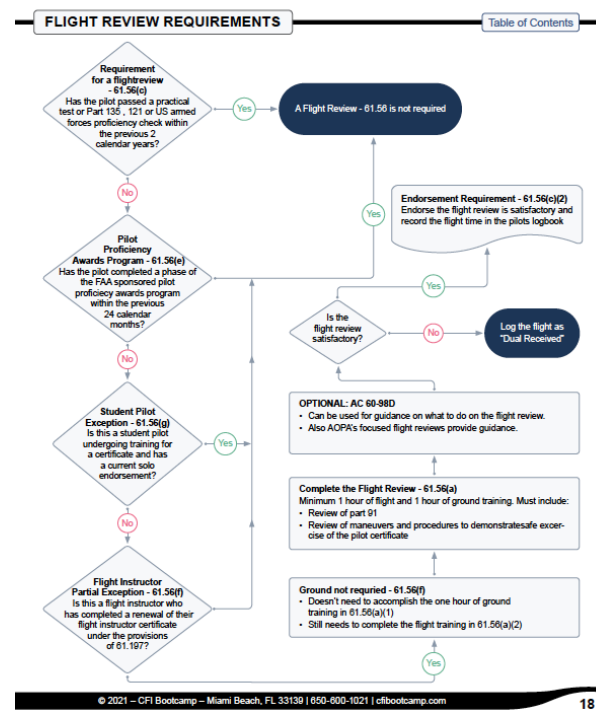 FLIGHT REVIEW REQUIREMENTS
Table of Contents
Requirement
for a flightreview
- 61.56(c)
Has the pilot passed a practical
test or Part 135 , 121 or US armed
forces proficiency check within
the previous 2
calendar years?
Yes
A Flight Review - 61.56 is not required
No
Pilot
Proficiency
Awards Program - 61.56(e)
Has the pilot completed a phase of
the FAA sponsored pilot
proficiecy awards program
within the previous
24 calendar
months?
Yes
Endorsement Requirement - 61.56(c)(2)
Endorse the flight review is satisfactory and
record the flight time in the pilots logbook
Yes
Is the
flight review
satisfactory?
No
Log the flight as
"Dual Received"
No
Student Pilot
Exception - 61.56(g)
Is this a student pilot
undergoing training for
a certificate and has
a current solo
endorsement?
Yes
OPTIONAL: AC 60-98D
• Can be used for guidance on what to do on the flight review.
• Also AOPA's focused flight reviews provide guidance.
Complete the Flight Review - 61.56(a)
Minimum 1 hour of flight and 1 hour of ground training. Must include:
• Review of part 91
• Review of maneuvers and procedures to demonstratesafe excer-
cise of the pilot certificate
No
Flight Instructor
Partial Exception - 61.56(f)
Is this a flight instructor who
has completed a renewal of their
flight instructor certificate
under the provisions
of 61.197?
Ground not requried - 61.56(f)
• Doesn't need to accomplish the one hour of ground
training in 61.56(a)(1)
• Still needs to complete the flight training in 61.56(a)(2)
Yes
© 2021 – CFI Bootcamp – Miami Beach, FL 33139 | 650-600-1021 | cfibootcamp.com
18